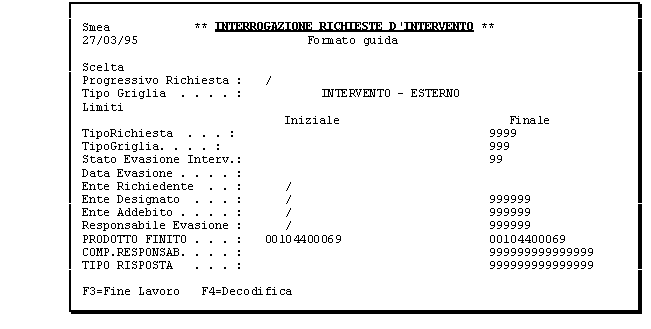 Smea ** INTERROGAZIONE RICHIESTE D'INTERVENTO **
27/03/95 Formato guida
Scelta
Progressivo Richiesta : /
Tipo Griglia . . . . : INTERVENTO - ESTERNO
Limiti
Iniziale Finale
TipoRichiesta . . . : 9999
TipoGriglia. . . . : 999
Stato Evasione Interv.: 99
Data Evasione . . . . :
Ente Richiedente . . : /
Ente Designato . . . : / 999999
Ente Addebito . . . . : / 999999
Responsabile Evasione : / 999999
PRODOTTO FINITO . . . : 00104400069 00104400069
COMP.RESPONSAB. . . . : 999999999999999
TIPO RISPOSTA . . . : 999999999999999
F3=Fine Lavoro F4=Decodifica